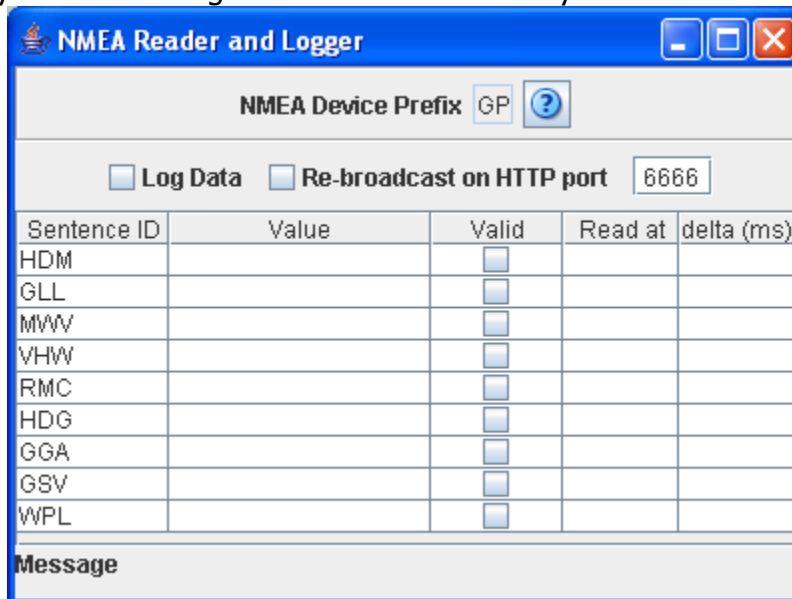 NMEA Reader and Logger
NMEA Device Prefix GP
Log Data Re-broadcast on HTTP port 6666
Sentence ID Value Valid Read at delta (ms)
HDM
GLL
MWV
VHW
RMC
HDG
GGA
GSV
WPL
Message